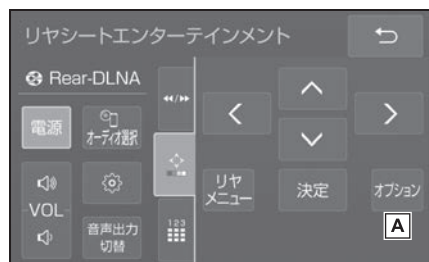 リヤシートエンターテインメント
Rear-DLNA
電源
オーディオ選択
VOL
音声出力
切替
123
リヤ
メニュー
決定
オプション
A